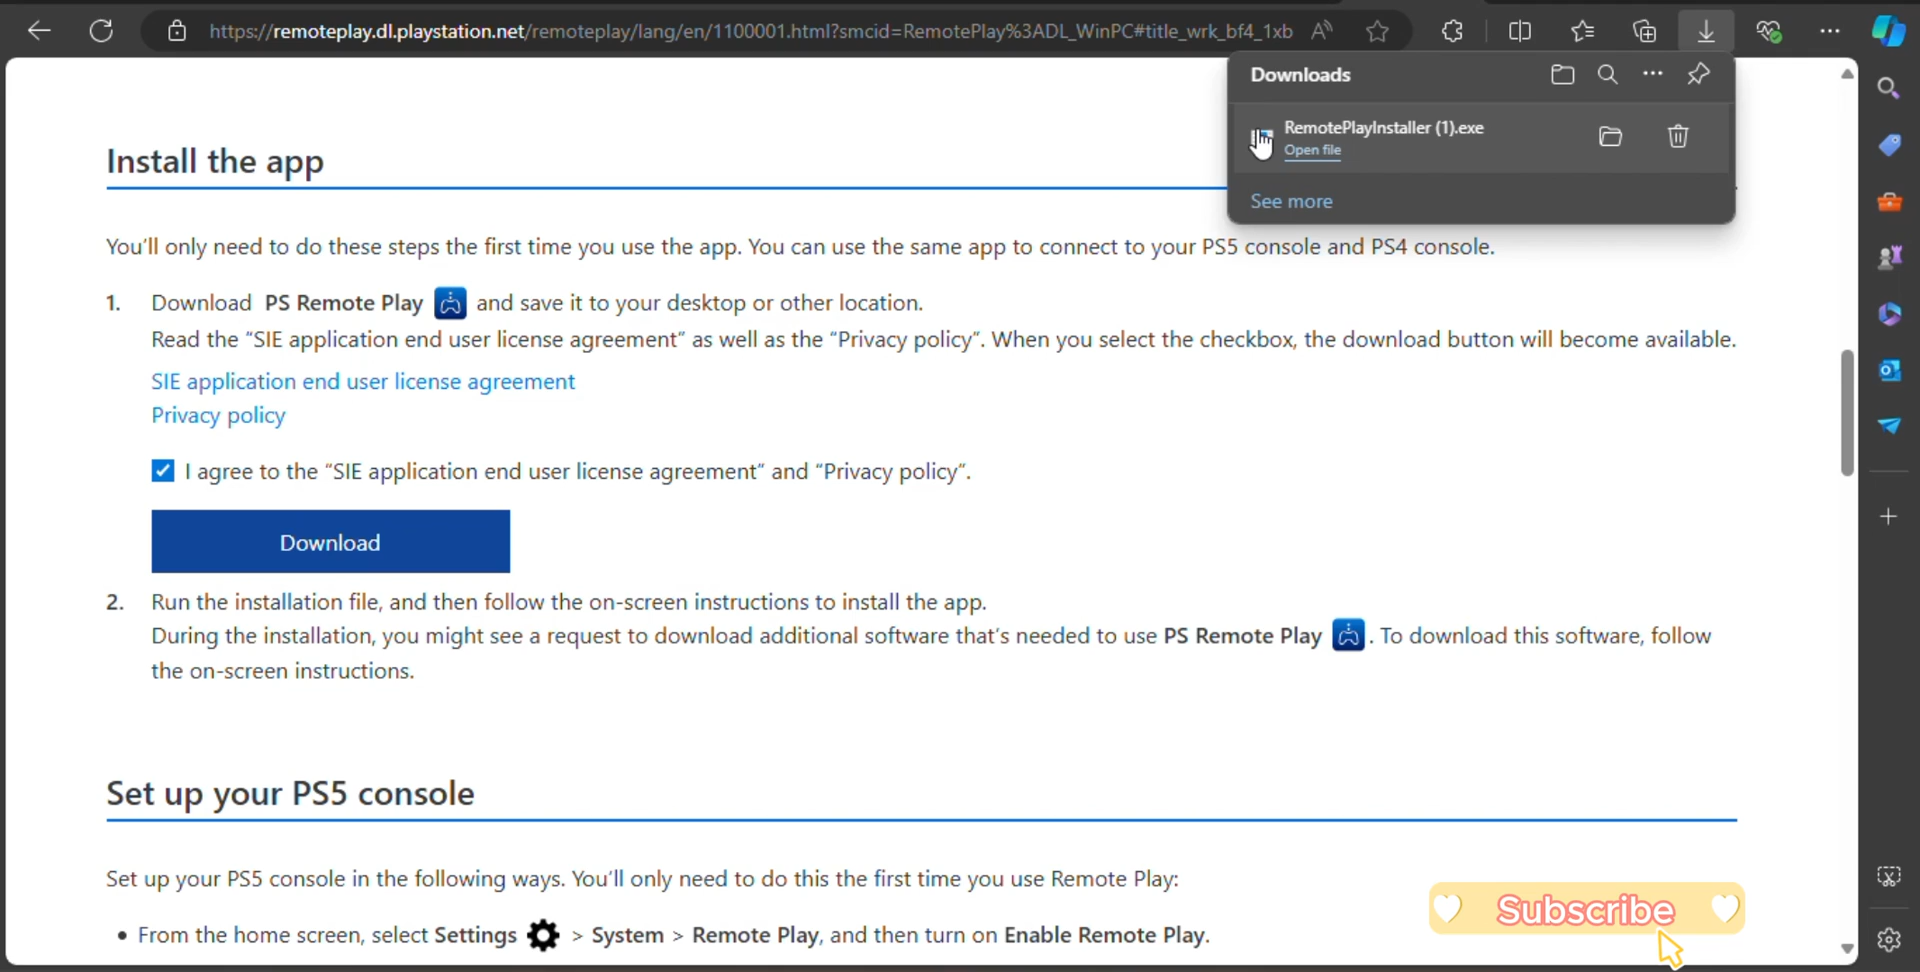 https://remoteplay.dl.playstation.net/remoteplay/lang/en/1100001.html?smcid=RemotePlay%3ADL_WinPC#title_wrk_bf4_1xb
Downloads
RemotePlayInstaller (1).exe
Open file
See more
Install the app
You'll only need to do these steps the first time you use the app. You can use the same app to connect to your PS5 console and PS4 console.
1. Download PS Remote Play and save it to your desktop or other location.
Read the “SIE application end user license agreement” as well as the “Privacy policy”. When you select the checkbox, the download button will become available.
SIE application end user license agreement
Privacy policy
I agree to the “SIE application end user license agreement” and “Privacy policy”.
Download
2. Run the installation file, and then follow the on-screen instructions to install the app.
During the installation, you might see a request to download additional software that's needed to use PS Remote Play . To download this software, follow
the on-screen instructions.
Set up your PS5 console
Set up your PS5 console in the following ways. You'll only need to do this the first time you use Remote Play:
• From the home screen, select Settings > System > Remote Play, and then turn on Enable Remote Play.
Subscribe